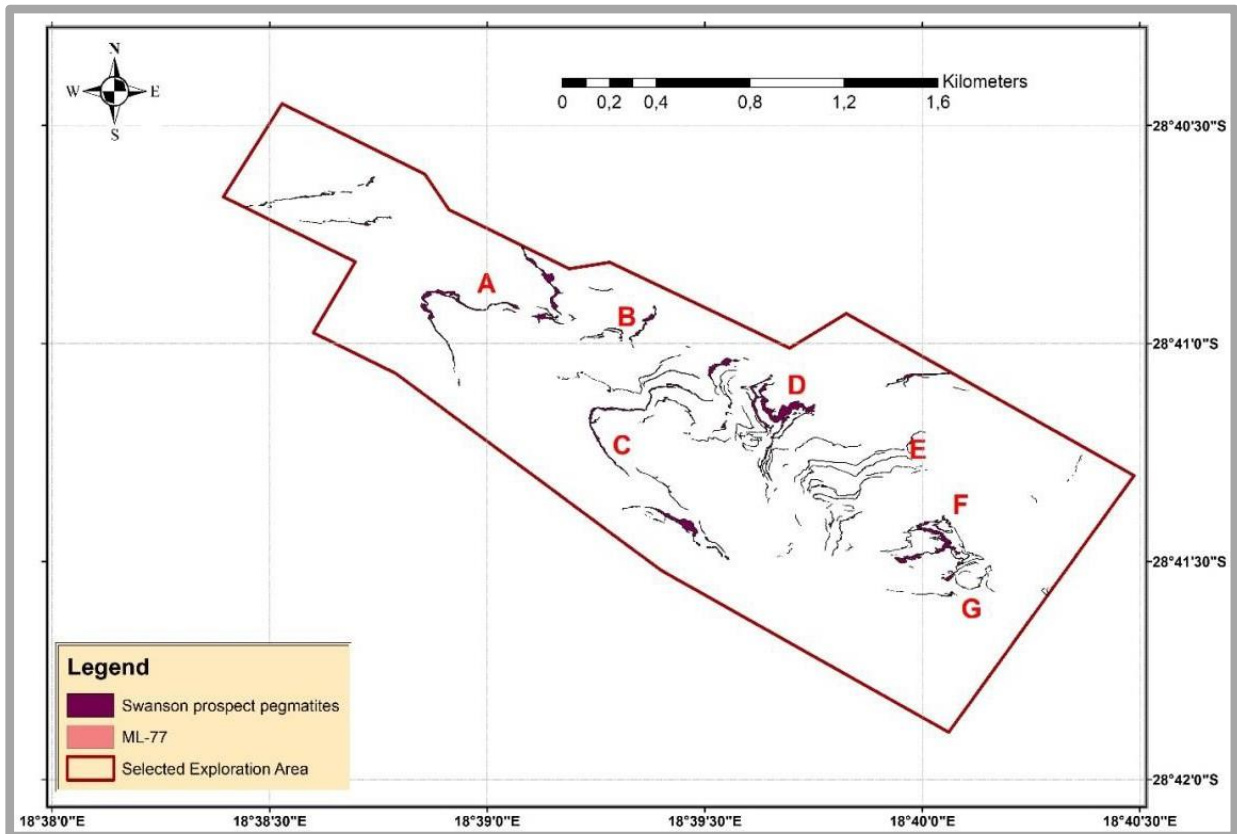 N
W E
S
Kilometers
0 0,2 0,4 0,8 1,2 1,6
28°40'30"S
A
B
28°41'0"S
D
C
E
F
28°41'30"S
G
Legend
Swanson prospect pegmatites
ML-77
Selected Exploration Area
28°42'0"S
18°38'0"E 18°38'30"E 18°39'0"E 18°39'30"E 18°40'0"E 18°40'30"E